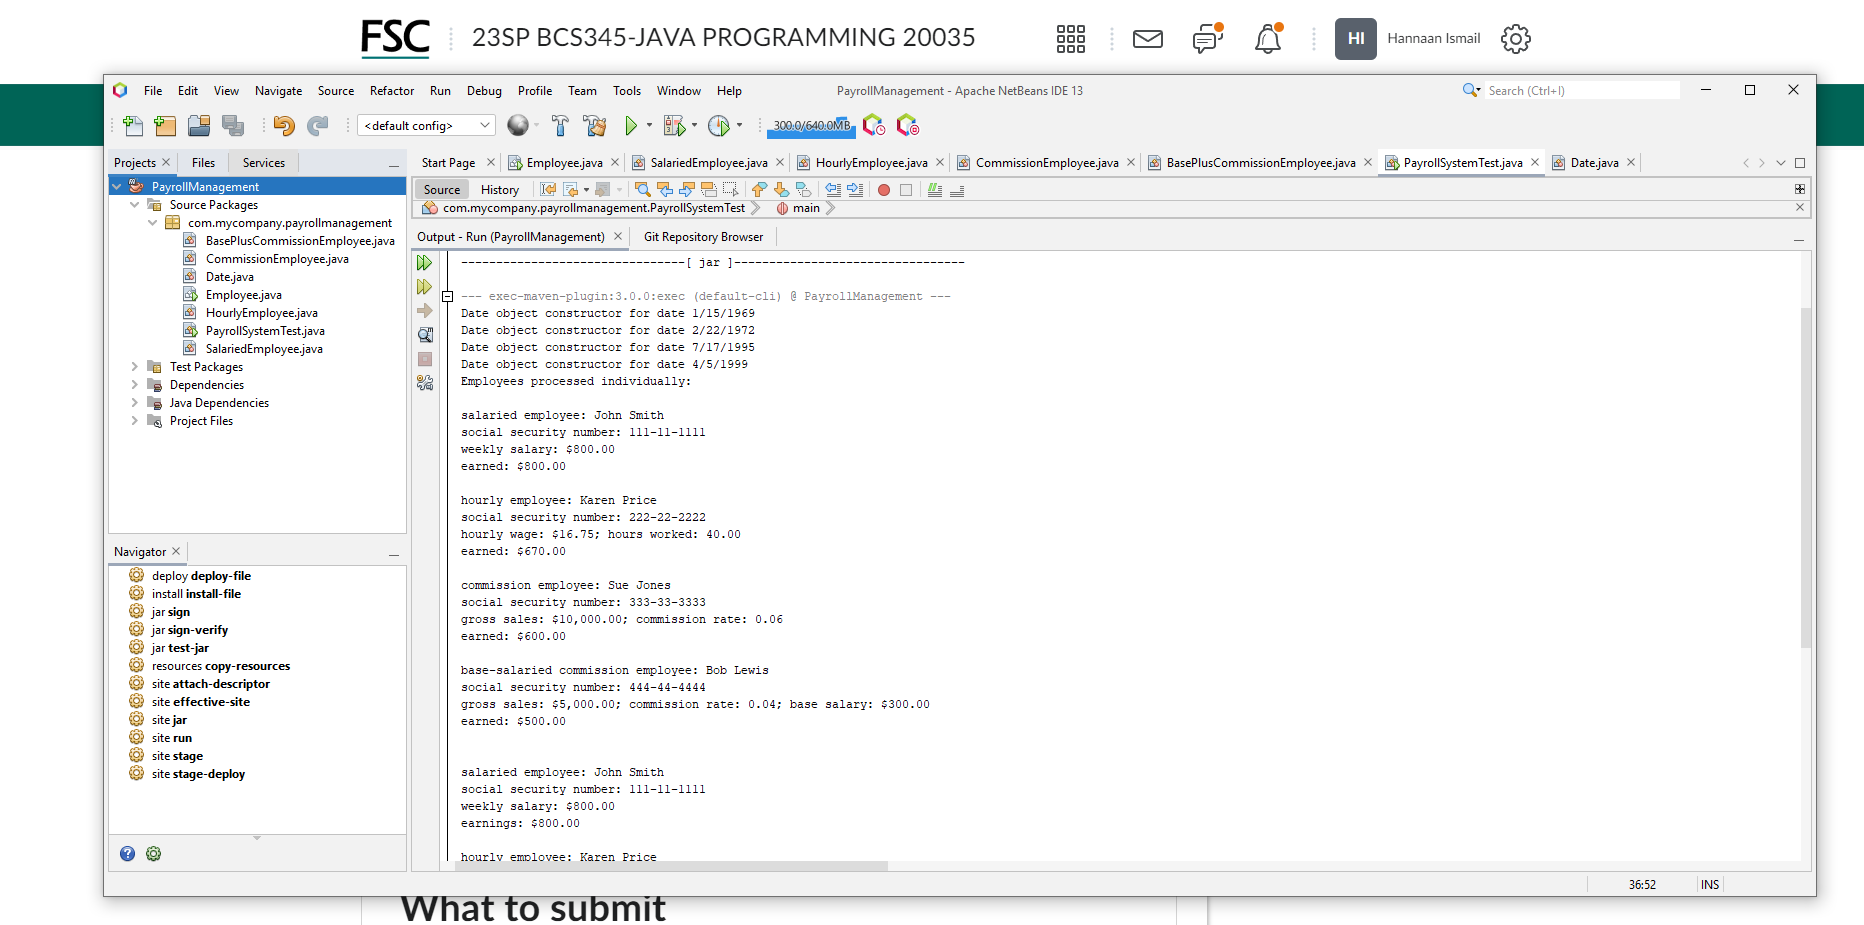 FSC 23SP BCS345-JAVA PROGRAMMING 20035 HI Hannaan Ismail
File Edit View Navigate Source Refactor Run Debug Profile Team Tools Window Help PayrollManagement - Apache NetBeans IDE 13 Search (Ctrl+I)
<default config> 300.0/640.0MB
Projects Files Services
PayrollManagement
Source Packages
com.mycompany.payrollmanagement
BasePlusCommissionEmployee.java
CommissionEmployee.java
Date.java
Employee.java
HourlyEmployee.java
PayrollSystemTest.java
SalariedEmployee.java
Test Packages
Dependencies
Java Dependencies
Project Files
Navigator
deploy deploy-file
install install-file
jar sign
jar sign-verify
jar test-jar
resources copy-resources
site attach-descriptor
site effective-site
site jar
site run
site stage
site stage-deploy
Start Page Employee.java SalariedEmployee.java HourlyEmployee.java CommissionEmployee.java BasePlusCommissionEmployee.java PayrollSystemTest.java Date.java
Source History
com.mycompany.payrollmanagement.PayrollSystemTest main
Output - Run (PayrollManagement) Git Repository Browser
--------------------------------[ jar ]---------------------------------
--- exec-maven-plugin:3.0.0:exec (default-cli) @ PayrollManagement ---
Date object constructor for date 1/15/1969
Date object constructor for date 2/22/1972
Date object constructor for date 7/17/1995
Date object constructor for date 4/5/1999
Employees processed individually:
salaried employee: John Smith
social security number: 111-11-1111
weekly salary: $800.00
earned: $800.00
hourly employee: Karen Price
social security number: 222-22-2222
hourly wage: $16.75; hours worked: 40.00
earned: $670.00
commission employee: Sue Jones
social security number: 333-33-3333
gross sales: $10,000.00; commission rate: 0.06
earned: $600.00
base-salaried commission employee: Bob Lewis
social security number: 444-44-4444
gross sales: $5,000.00; commission rate: 0.04; base salary: $300.00
earned: $500.00
salaried employee: John Smith
social security number: 111-11-1111
weekly salary: $800.00
earnings: $800.00
hourly employee: Karen Price
36:52 INS
What to submit